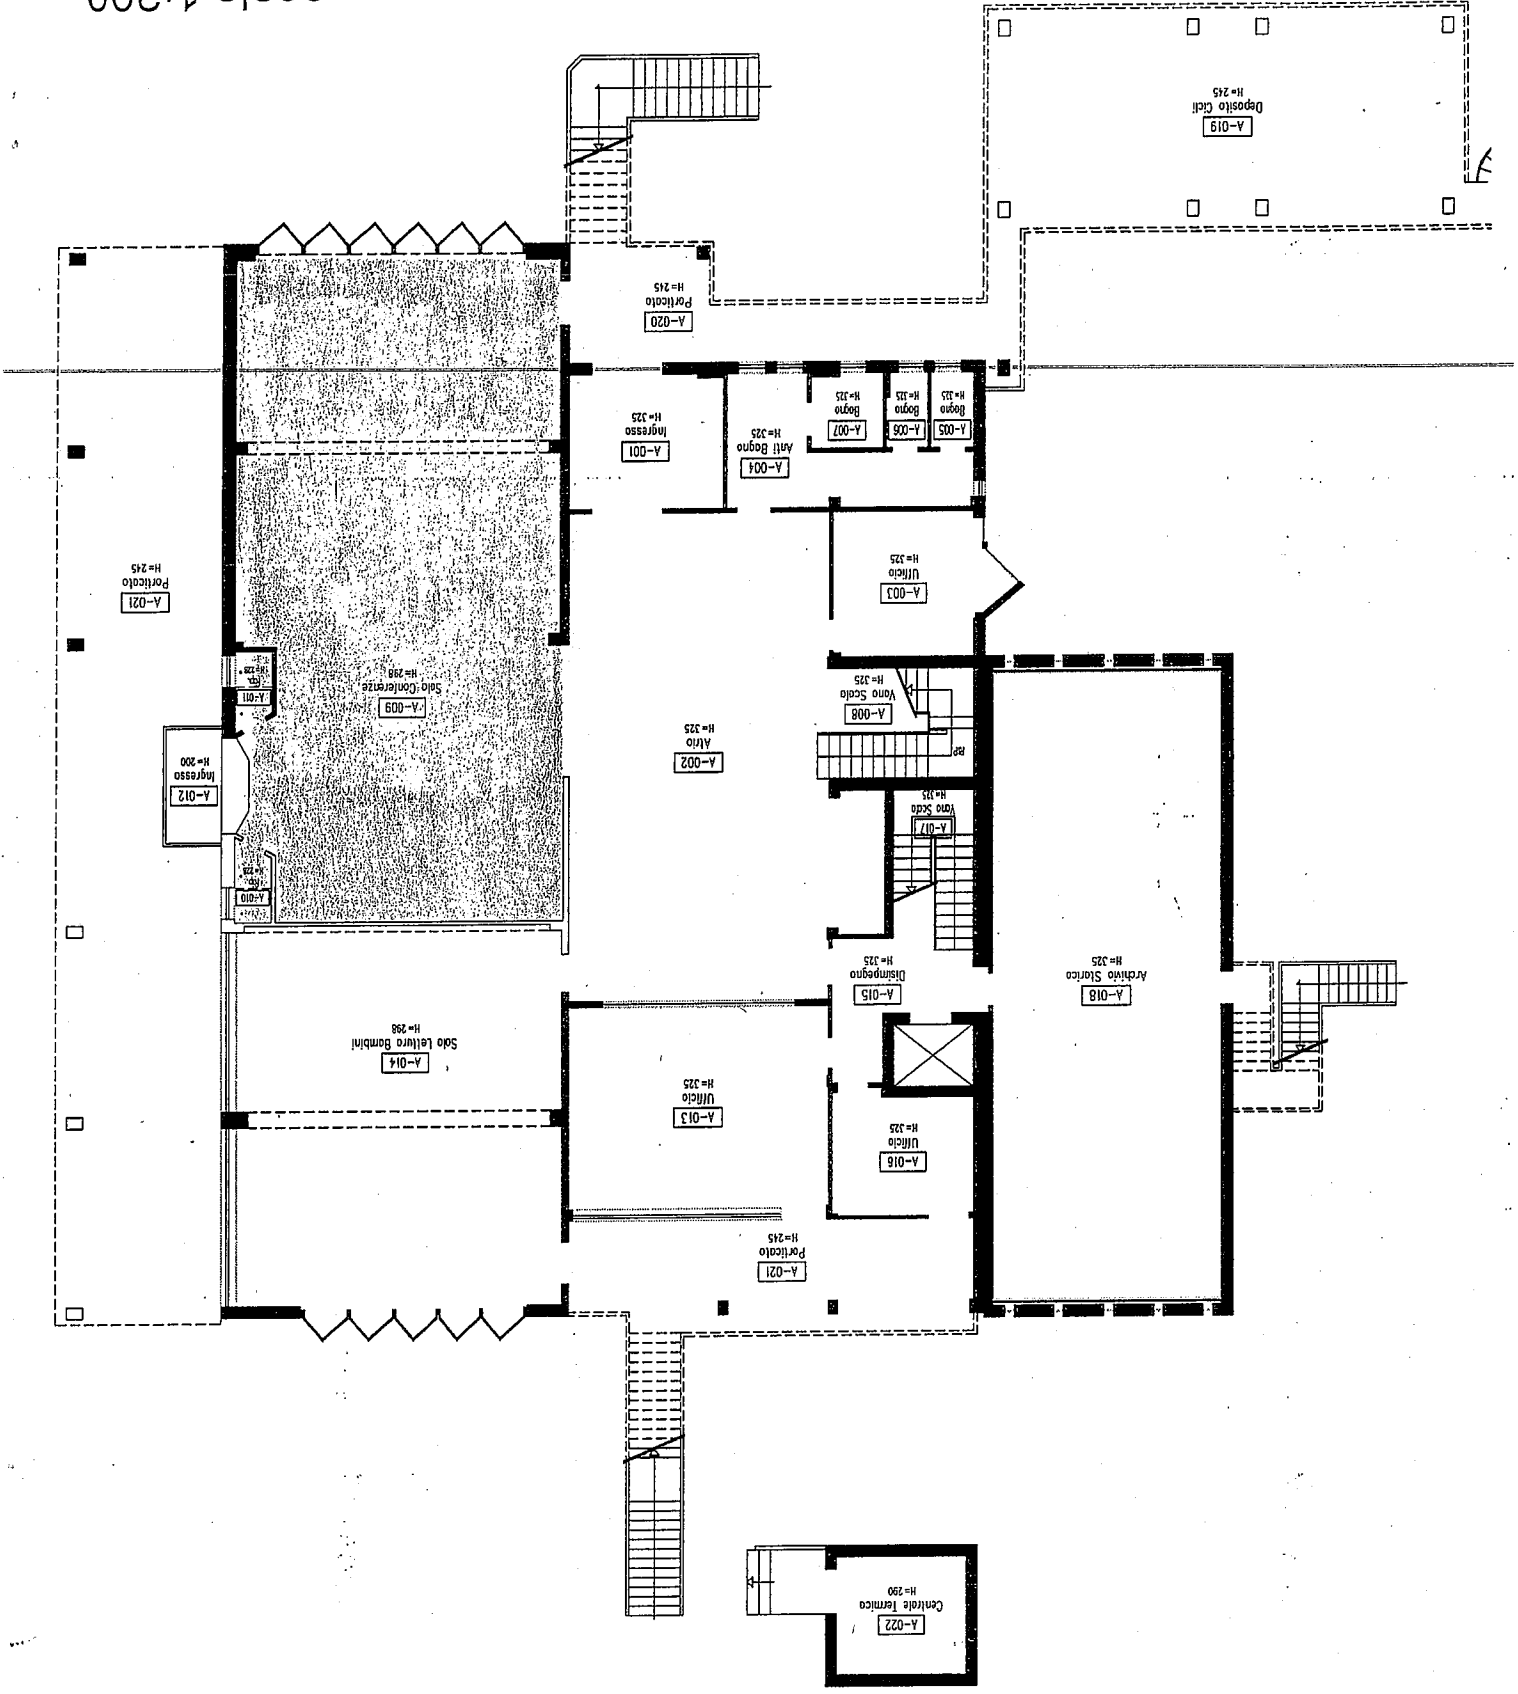 A-022
Centrale Termica
H=290
A-021
Porticato
H=245
A-016
Ufficio
H=325
A-013
Ufficio
H=325
A-014
Sala Lettura Bambini
H=298
A-018
Archivio Storico
H=325
A-015
Disimpegno
H=325
A-010
A-017
Vano Scala
H=325
A-012
Ingresso
H=200
A-002
Atrio
H=325
A-008
Vano Scala
H=325
A-009
Sala Conferenze
H=298
A-011
A-021
Porticato
H=245
A-003
Ufficio
H=325
A-004
Anti Bagno
H=325
A-001
Ingresso
H=325
A-005
Bagno
H=325
A-006
Bagno
H=325
A-007
Bagno
H=325
A-020
Porticato
H=245
A-019
Deposito Cicli
H=245